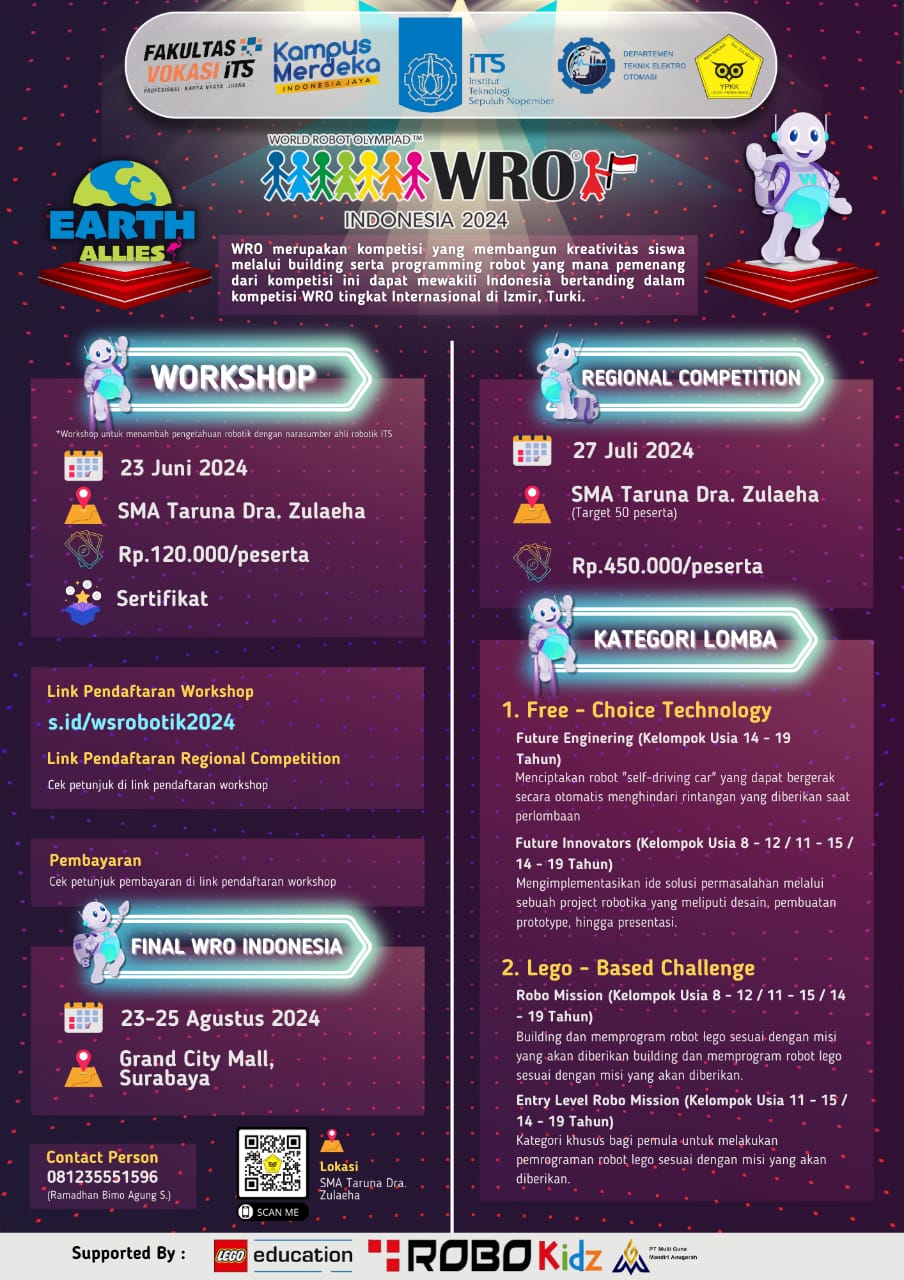 FAKULTAS
VOKASI ITS
PROFESIONAL · KARYA NYATA · JUARA
Kampus
Merdeka
INDONESIA JAYA
ITS
Institut
Teknologi
Sepuluh Nopember
DEPARTEMEN
TEKNIK ELEKTRO
OTOMASI
YPKK
WORLD ROBOT OLYMPIAD™
WRO®
INDONESIA 2024
EARTH
ALLIES
W
WRO merupakan kompetisi yang membangun kreativitas siswa
melalui building serta programming robot yang mana pemenang
dari kompetisi ini dapat mewakili Indonesia bertanding dalam
kompetisi WRO tingkat Internasional di Izmir, Turki.
WORKSHOP
*Workshop untuk menambah pengetahuan robotik dengan narasumber ahli robotik ITS
23 Juni 2024
SMA Taruna Dra. Zulaeha
Rp.120.000/peserta
Sertifikat
Link Pendaftaran Workshop
s.id/wsrobotik2024
Link Pendaftaran Regional Competition
Cek petunjuk di link pendaftaran workshop
Pembayaran
Cek petunjuk pembayaran di link pendaftaran workshop
FINAL WRO INDONESIA
23-25 Agustus 2024
Grand City Mall,
Surabaya
Contact Person
081235551596
(Ramadhan Bimo Agung S.)
SCAN ME
Lokasi
SMA Taruna Dra.
Zulaeha
REGIONAL COMPETITION
27 Juli 2024
SMA Taruna Dra. Zulaeha
(Target 50 peserta)
Rp.450.000/peserta
KATEGORI LOMBA
1. Free - Choice Technology
Future Enginering (Kelompok Usia 14 - 19
Tahun)
Menciptakan robot "self-driving car" yang dapat bergerak
secara otomatis menghindari rintangan yang diberikan saat
perlombaan
Future Innovators (Kelompok Usia 8 - 12 / 11 - 15 /
14 - 19 Tahun)
Mengimplementasikan ide solusi permasalahan melalui
sebuah project robotika yang meliputi desain, pembuatan
prototype, hingga presentasi.
2. Lego - Based Challenge
Robo Mission (Kelompok Usia 8 - 12 / 11 - 15 / 14
- 19 Tahun)
Building dan memprogram robot lego sesuai dengan misi
yang akan diberikan building dan memprogram robot lego
sesuai dengan misi yang akan diberikan.
Entry Level Robo Mission (Kelompok Usia 11 - 15 /
14 - 19 Tahun)
Kategori khusus bagi pemula untuk melakukan
pemrograman robot lego sesuai dengan misi yang akan
diberikan.
Supported By :
LEGO education
ROBO Kidz
PT Multi Guna
Mandiri Anugerah